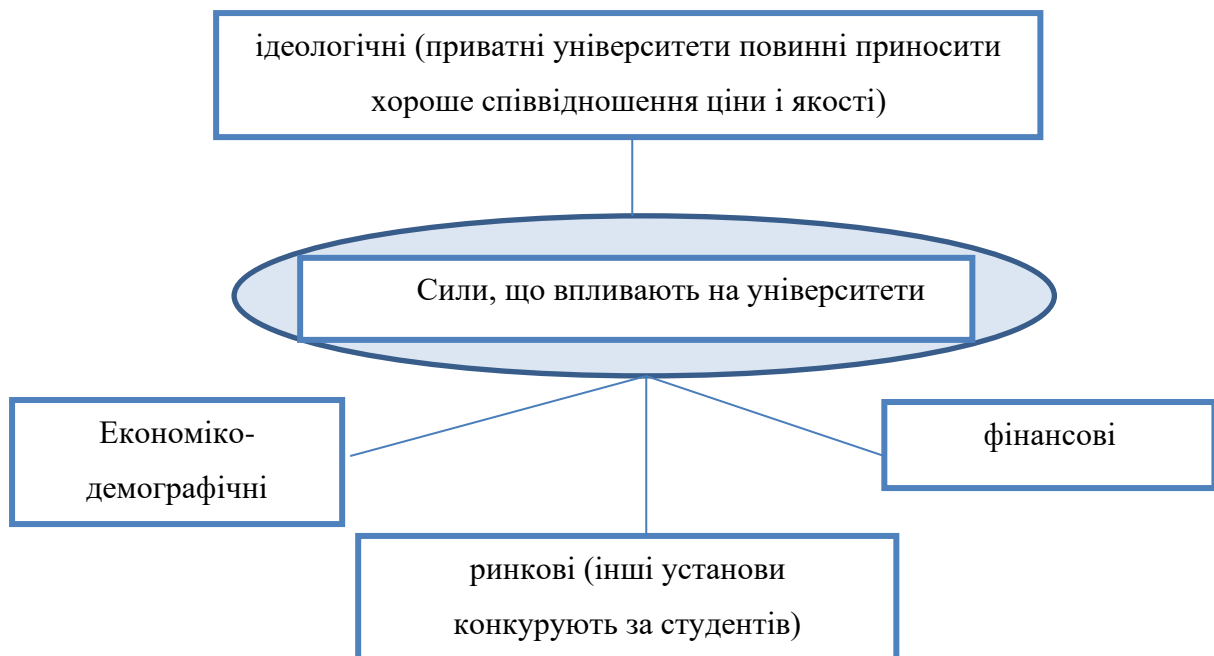 ідеологічні (приватні університети повинні приносити
хороше співвідношення ціни і якості)
Сили, що впливають на університети
Економіко-
демографічні
фінансові
ринкові (інші установи
конкурують за студентів)